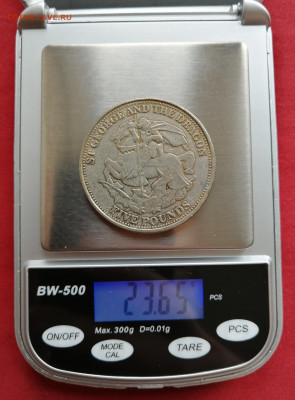 ST GEORGE AND THE DRAGON
FIVE POUNDS
BW-500
23.65
PCS
Max. 300g D=0.01g
ON/OFF
MODE
CAL
TARE
PCS